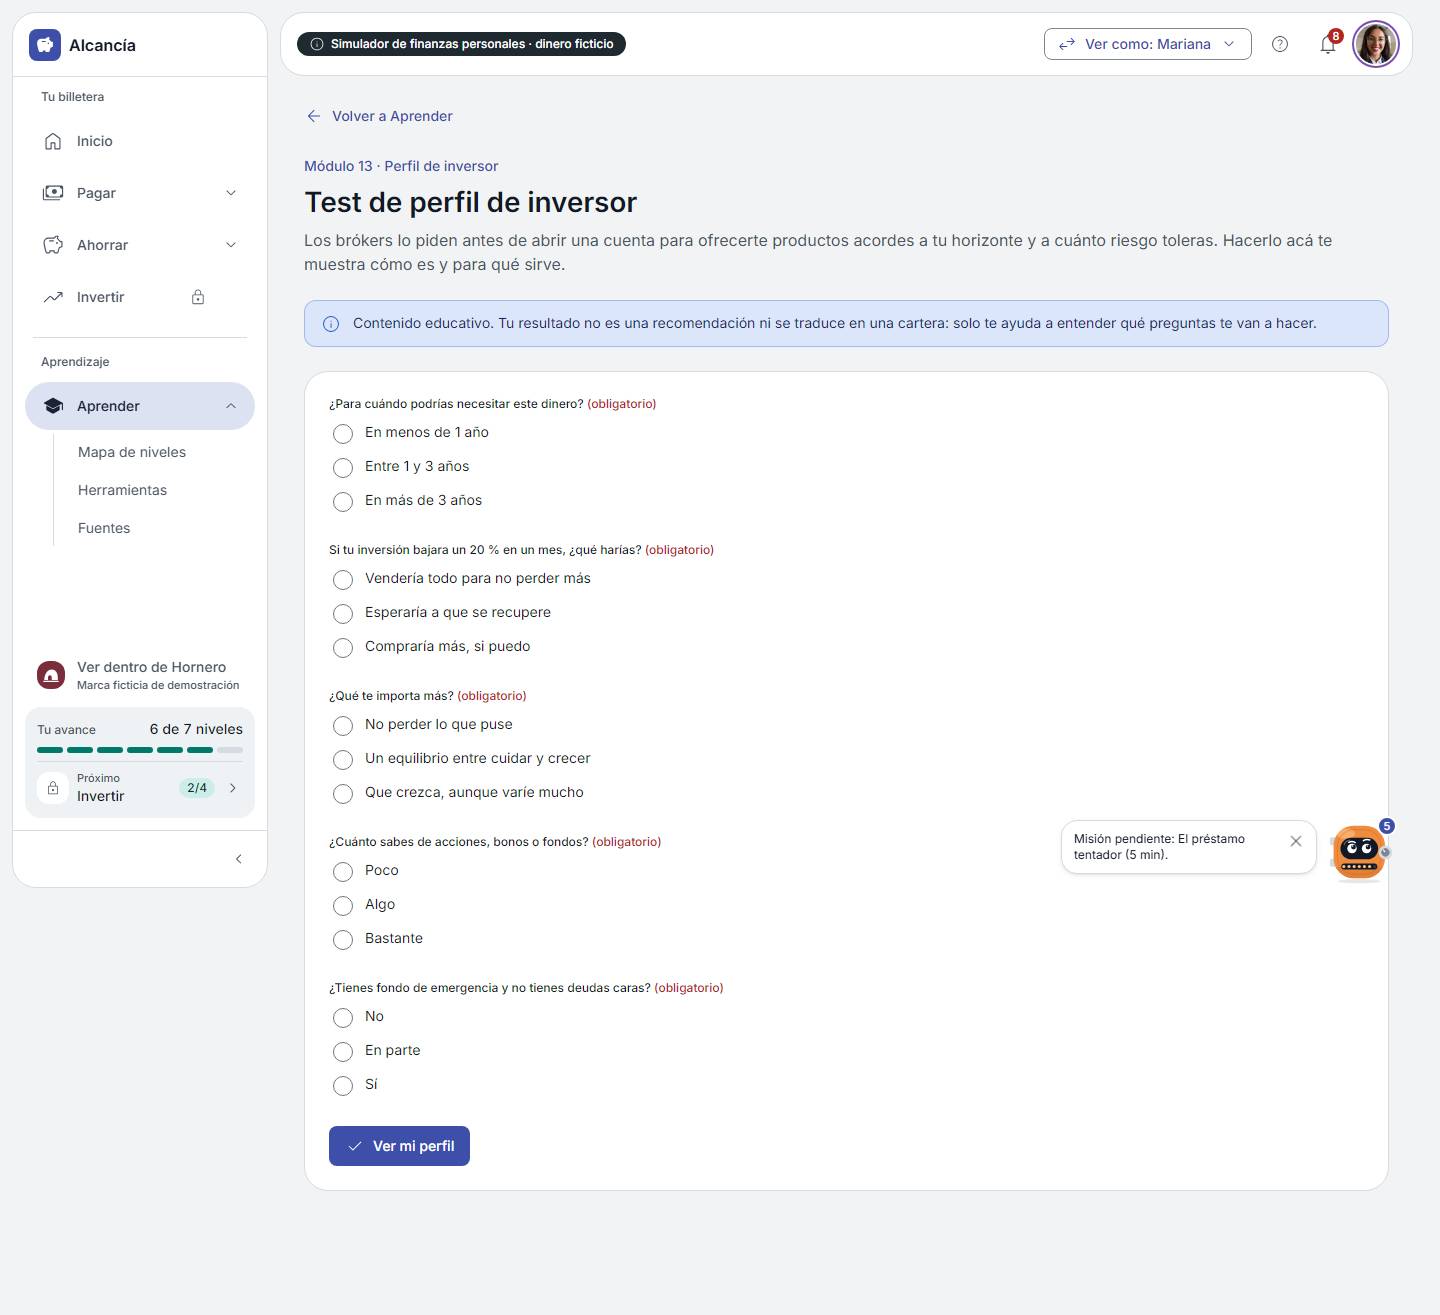 Alcancía
Simulador de finanzas personales · dinero ficticio
Ver como: Mariana
8
Tu billetera
Inicio
Pagar
Ahorrar
Invertir
Aprendizaje
Aprender
Mapa de niveles
Herramientas
Fuentes
Ver dentro de Hornero
Marca ficticia de demostración
Tu avance
6 de 7 niveles
Próximo
Invertir
2/4
Volver a Aprender
Módulo 13 · Perfil de inversor
Test de perfil de inversor
Los brókers lo piden antes de abrir una cuenta para ofrecerte productos acordes a tu horizonte y a cuánto riesgo toleras. Hacerlo acá te
muestra cómo es y para qué sirve.
Contenido educativo. Tu resultado no es una recomendación ni se traduce en una cartera: solo te ayuda a entender qué preguntas te van a hacer.
¿Para cuándo podrías necesitar este dinero? (obligatorio)
En menos de 1 año
Entre 1 y 3 años
En más de 3 años
Si tu inversión bajara un 20 % en un mes, ¿qué harías? (obligatorio)
Vendería todo para no perder más
Esperaría a que se recupere
Compraría más, si puedo
¿Qué te importa más? (obligatorio)
No perder lo que puse
Un equilibrio entre cuidar y crecer
Que crezca, aunque varíe mucho
¿Cuánto sabes de acciones, bonos o fondos? (obligatorio)
Poco
Algo
Bastante
¿Tienes fondo de emergencia y no tienes deudas caras? (obligatorio)
No
En parte
Sí
Ver mi perfil
Misión pendiente: El préstamo
tentador (5 min).
5